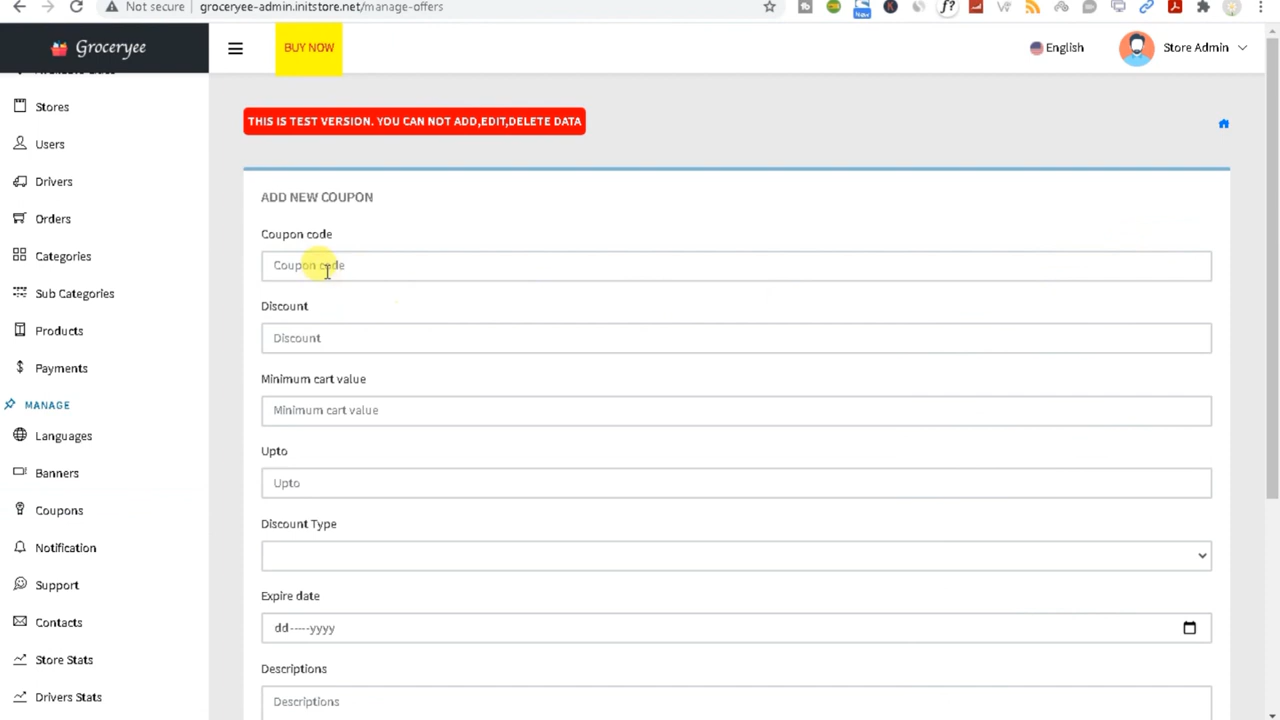 Not secure groceryee-admin.initstore.net/manage-offers
New
Groceryee
BUY NOW
English
Store Admin
Stores
Users
Drivers
Orders
Categories
Sub Categories
Products
Payments
MANAGE
Languages
Banners
Coupons
Notification
Support
Contacts
Store Stats
Drivers Stats
THIS IS TEST VERSION. YOU CAN NOT ADD,EDIT,DELETE DATA
ADD NEW COUPON
Coupon code
Coupon code
Discount
Discount
Minimum cart value
Minimum cart value
Upto
Upto
Discount Type
Expire date
dd-----yyyy
Descriptions
Descriptions